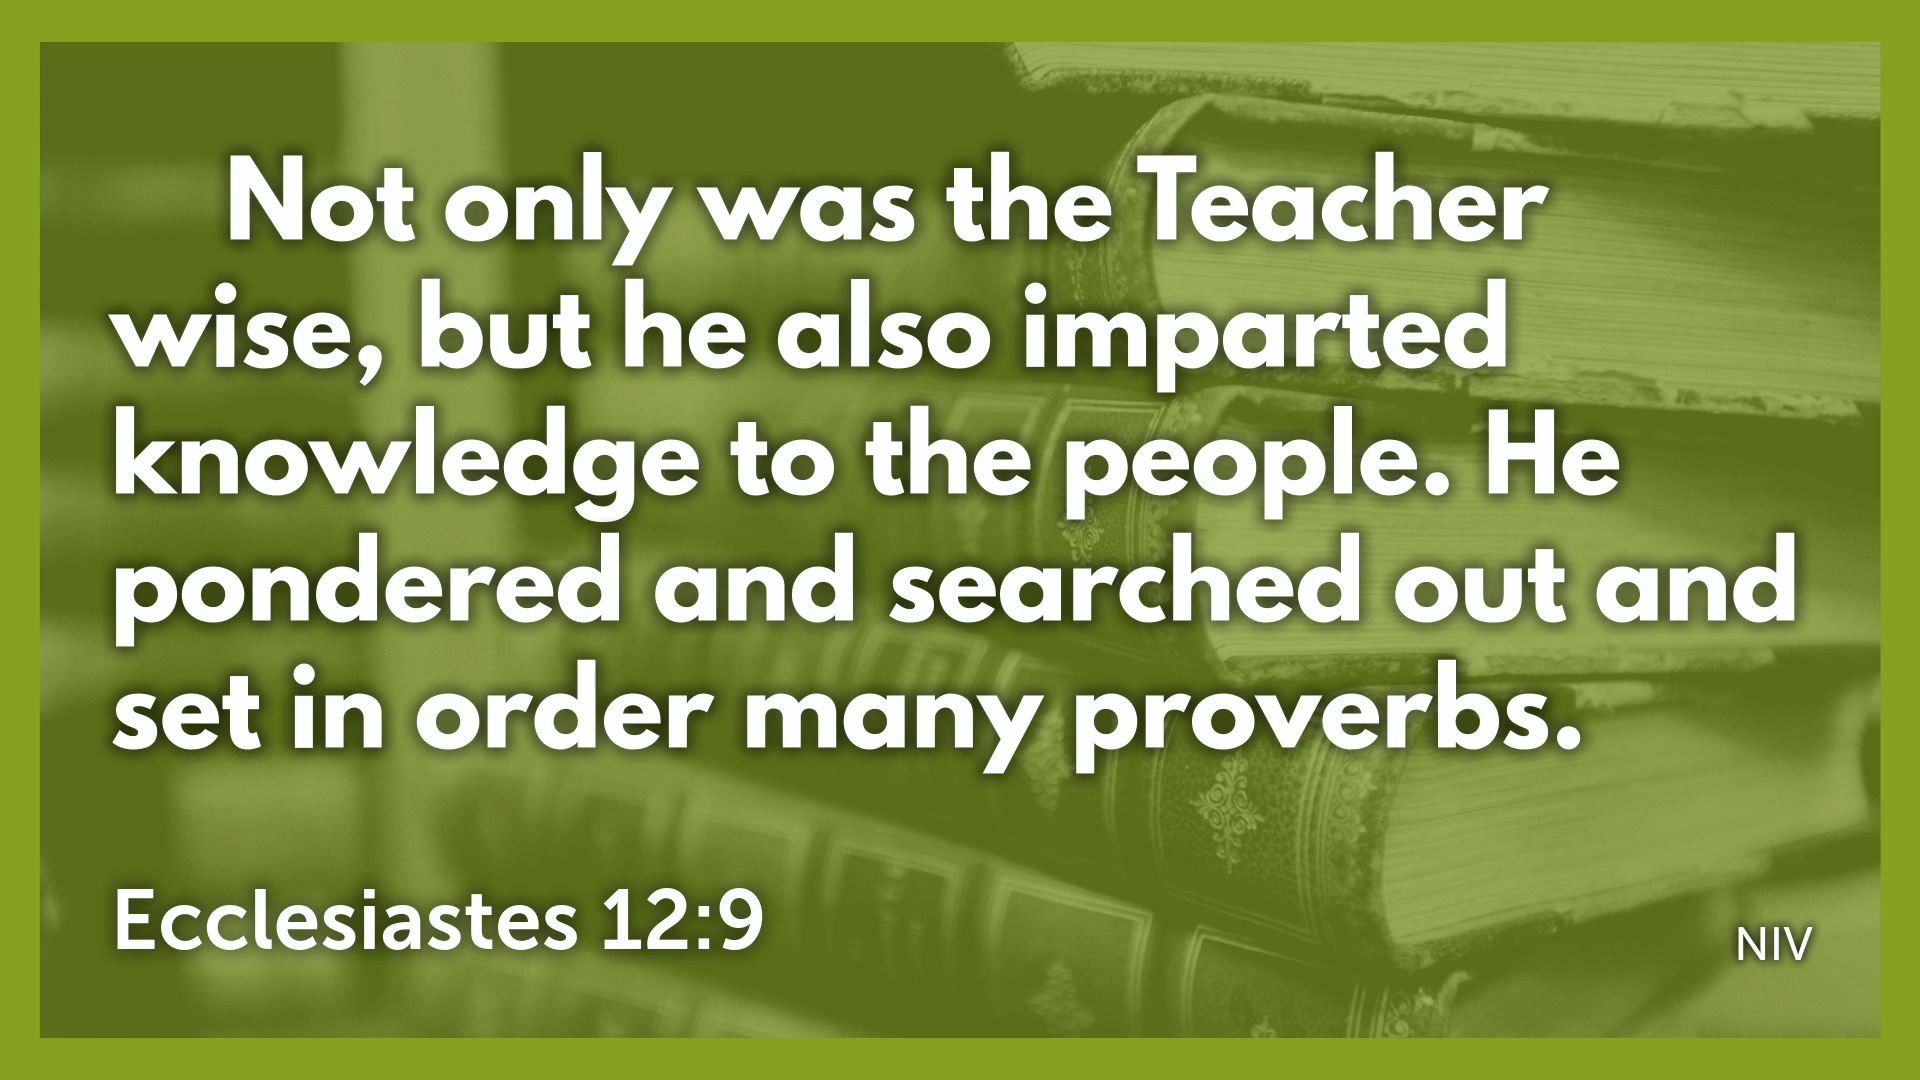 Not only was the Teacher
wise, but he also imparted
knowledge to the people. He
pondered and searched out and
set in order many proverbs.
Ecclesiastes 12:9
NIV